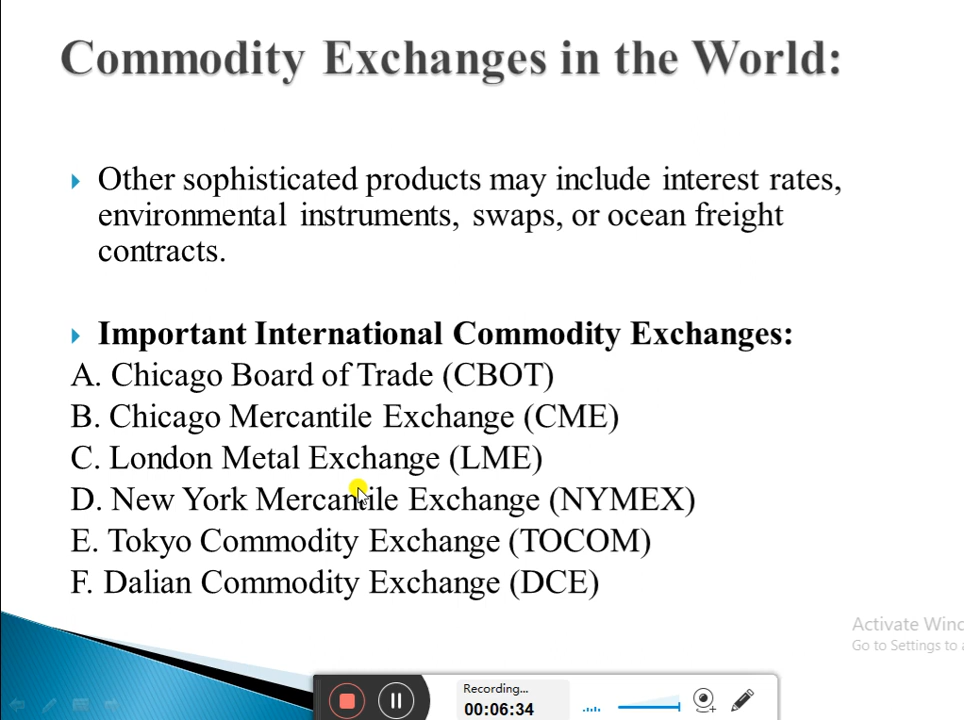 Commodity Exchanges in the World:
Other sophisticated products may include interest rates,
environmental instruments, swaps, or ocean freight
contracts.
Important International Commodity Exchanges:
A. Chicago Board of Trade (CBOT)
B. Chicago Mercantile Exchange (CME)
C. London Metal Exchange (LME)
D. New York Mercantile Exchange (NYMEX)
E. Tokyo Commodity Exchange (TOCOM)
F. Dalian Commodity Exchange (DCE)
Activate Winc
Go to Settings to a
Recording...
00:06:34